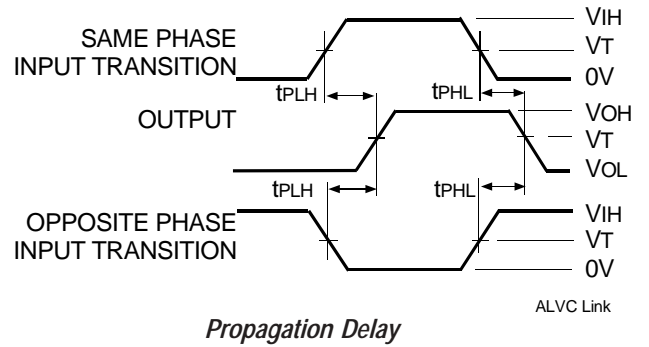 SAME PHASE
INPUT TRANSITION
VIH
VT
0V
tPLH
tPHL
OUTPUT
VOH
VT
VOL
tPLH
tPHL
OPPOSITE PHASE
INPUT TRANSITION
VIH
VT
0V
ALVC Link
Propagation Delay